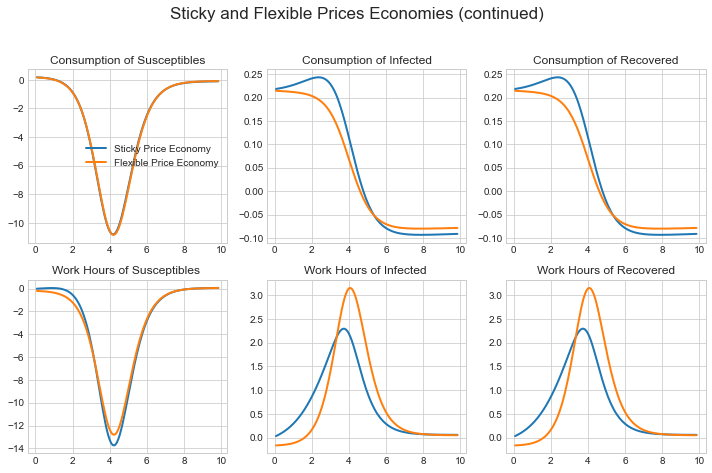 Sticky and Flexible Prices Economies (continued)
Consumption of Susceptibles
Consumption of Infected
Consumption of Recovered
0
−2
−4
−6
−8
−10
Sticky Price Economy
Flexible Price Economy
0 2 4 6 8 10
0.25
0.20
0.15
0.10
0.05
0.00
−0.05
−0.10
0 2 4 6 8 10
0.25
0.20
0.15
0.10
0.05
0.00
−0.05
−0.10
0 2 4 6 8 10
Work Hours of Susceptibles
Work Hours of Infected
Work Hours of Recovered
0
−2
−4
−6
−8
−10
−12
−14
0 2 4 6 8 10
3.0
2.5
2.0
1.5
1.0
0.5
0.0
0 2 4 6 8 10
3.0
2.5
2.0
1.5
1.0
0.5
0.0
0 2 4 6 8 10